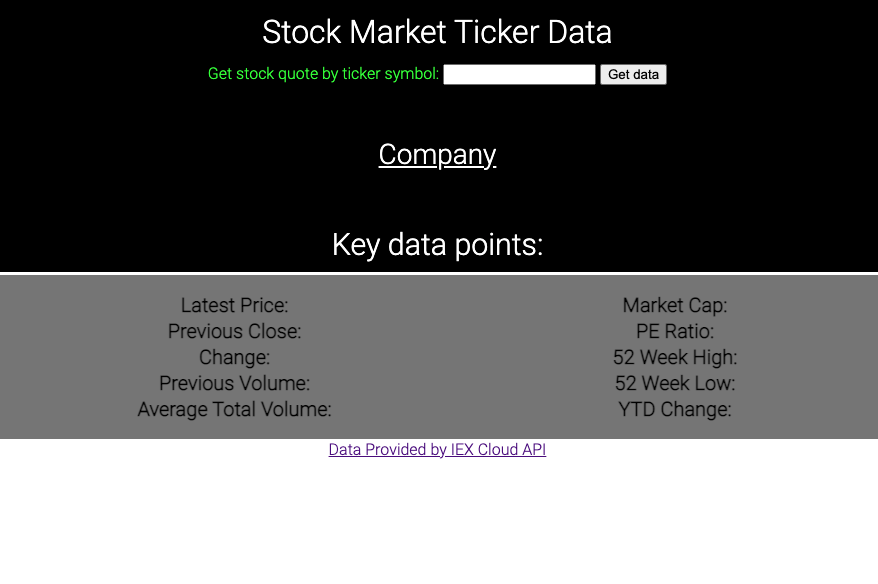 Stock Market Ticker Data
Get stock quote by ticker symbol: Get data
Company
Key data points:
Latest Price:
Previous Close:
Change:
Previous Volume:
Average Total Volume:
Market Cap:
PE Ratio:
52 Week High:
52 Week Low:
YTD Change:
Data Provided by IEX Cloud API